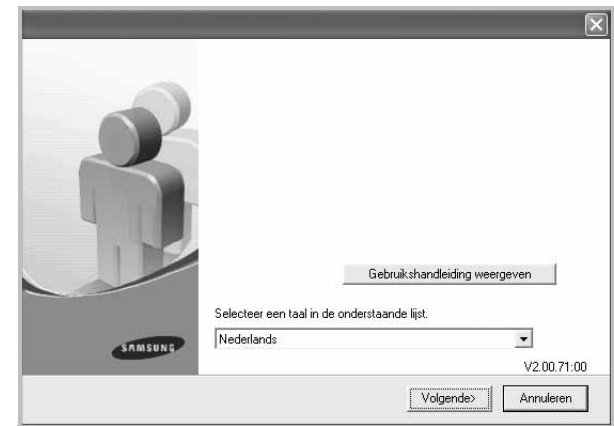 Gebruikshandleiding weergeven
Selecteer een taal in de onderstaande lijst.
Nederlands
SAMSUNG
V2.00.71:00
Volgende>
Annuleren